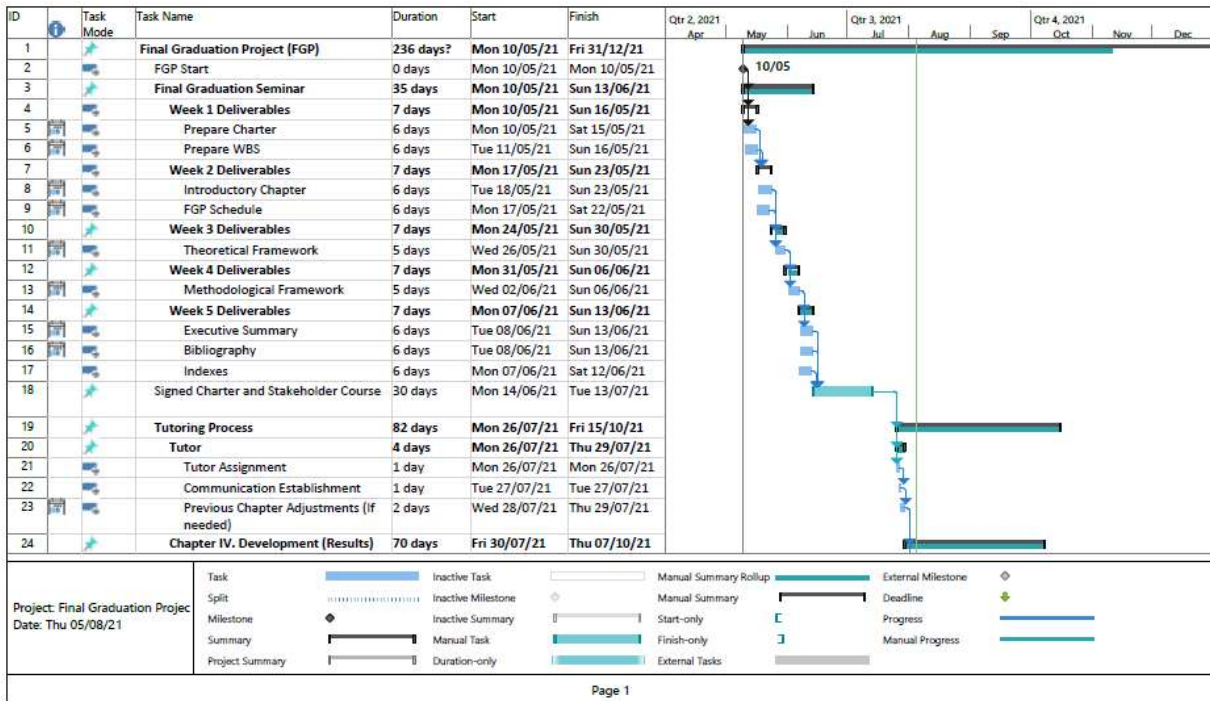 ID Task Mode Task Name Duration Start Finish Qtr 2, 2021 Qtr 3, 2021 Qtr 4, 2021
Apr May Jun Jul Aug Sep Oct Nov Dec
1 Final Graduation Project (FGP) 236 days? Mon 10/05/21 Fri 31/12/21
2 FGP Start 0 days Mon 10/05/21 Mon 10/05/21 10/05
3 Final Graduation Seminar 35 days Mon 10/05/21 Sun 13/06/21
4 Week 1 Deliverables 7 days Mon 10/05/21 Sun 16/05/21
5 Prepare Charter 6 days Mon 10/05/21 Sat 15/05/21
6 Prepare WBS 6 days Tue 11/05/21 Sun 16/05/21
7 Week 2 Deliverables 7 days Mon 17/05/21 Sun 23/05/21
8 Introductory Chapter 6 days Tue 18/05/21 Sun 23/05/21
9 FGP Schedule 6 days Mon 17/05/21 Sat 22/05/21
10 Week 3 Deliverables 7 days Mon 24/05/21 Sun 30/05/21
11 Theoretical Framework 5 days Wed 26/05/21 Sun 30/05/21
12 Week 4 Deliverables 7 days Mon 31/05/21 Sun 06/06/21
13 Methodological Framework 5 days Wed 02/06/21 Sun 06/06/21
14 Week 5 Deliverables 7 days Mon 07/06/21 Sun 13/06/21
15 Executive Summary 6 days Tue 08/06/21 Sun 13/06/21
16 Bibliography 6 days Tue 08/06/21 Sun 13/06/21
17 Indexes 6 days Mon 07/06/21 Sat 12/06/21
18 Signed Charter and Stakeholder Course 30 days Mon 14/06/21 Tue 13/07/21
19 Tutoring Process 82 days Mon 26/07/21 Fri 15/10/21
20 Tutor 4 days Mon 26/07/21 Thu 29/07/21
21 Tutor Assignment 1 day Mon 26/07/21 Mon 26/07/21
22 Communication Establishment 1 day Tue 27/07/21 Tue 27/07/21
23 Previous Chapter Adjustments (If 2 days Wed 28/07/21 Thu 29/07/21
needed)
24 Chapter IV. Development (Results) 70 days Fri 30/07/21 Thu 07/10/21
Project: Final Graduation Projec
Date: Thu 05/08/21
Task Inactive Task Manual Summary Rollup External Milestone
Split Inactive Milestone Manual Summary Deadline
Milestone Inactive Summary Start-only Progress
Summary Manual Task Finish-only Manual Progress
Project Summary Duration-only External Tasks
Page 1